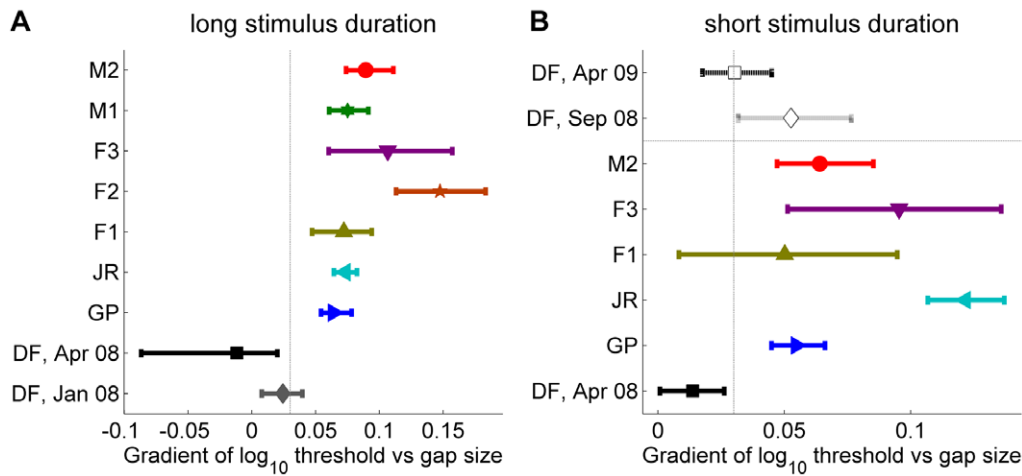 A
long stimulus duration
M2
M1
F3
F2
F1
JR
GP
DF, Apr 08
DF, Jan 08
-0.1 -0.05 0 0.05 0.1 0.15
Gradient of log10 threshold vs gap size
B
short stimulus duration
DF, Apr 09
DF, Sep 08
M2
F3
F1
JR
GP
DF, Apr 08
0 0.05 0.1
Gradient of log10 threshold vs gap size